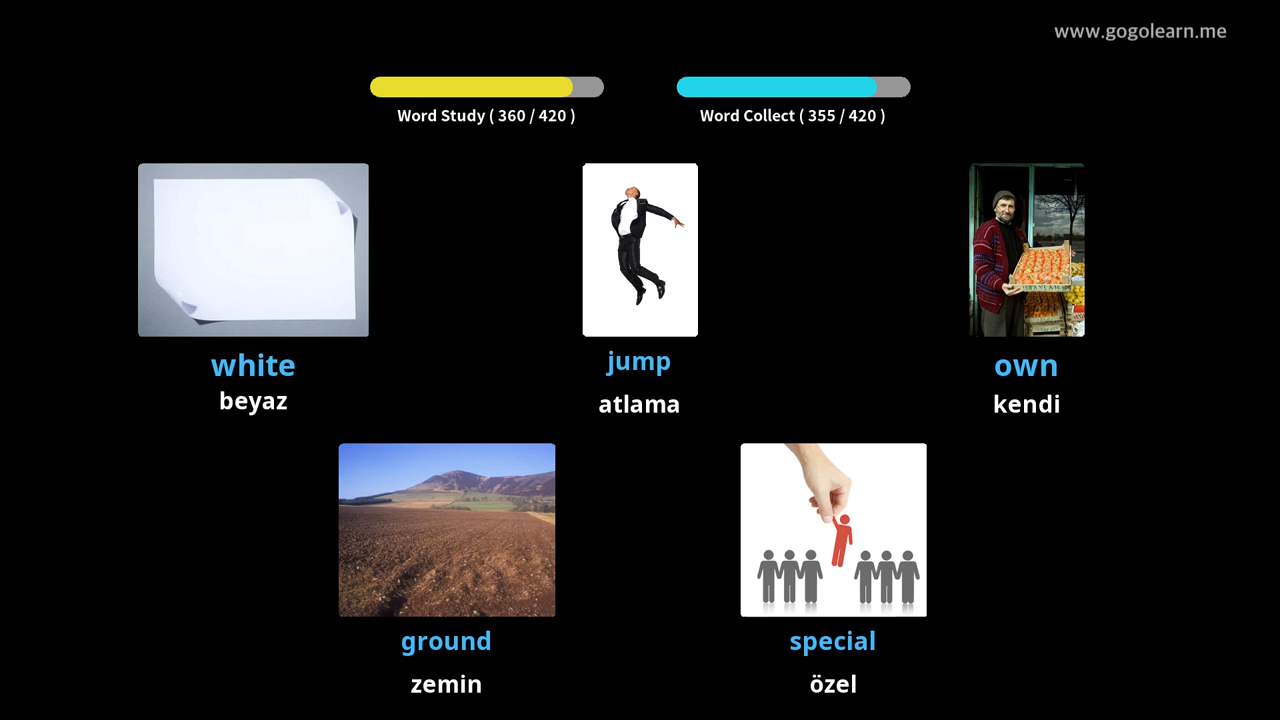 www.gogolearn.me
Word Study ( 360 / 420 )
Word Collect ( 355 / 420 )
white
beyaz
jump
atlama
own
kendi
ground
zemin
special
özel